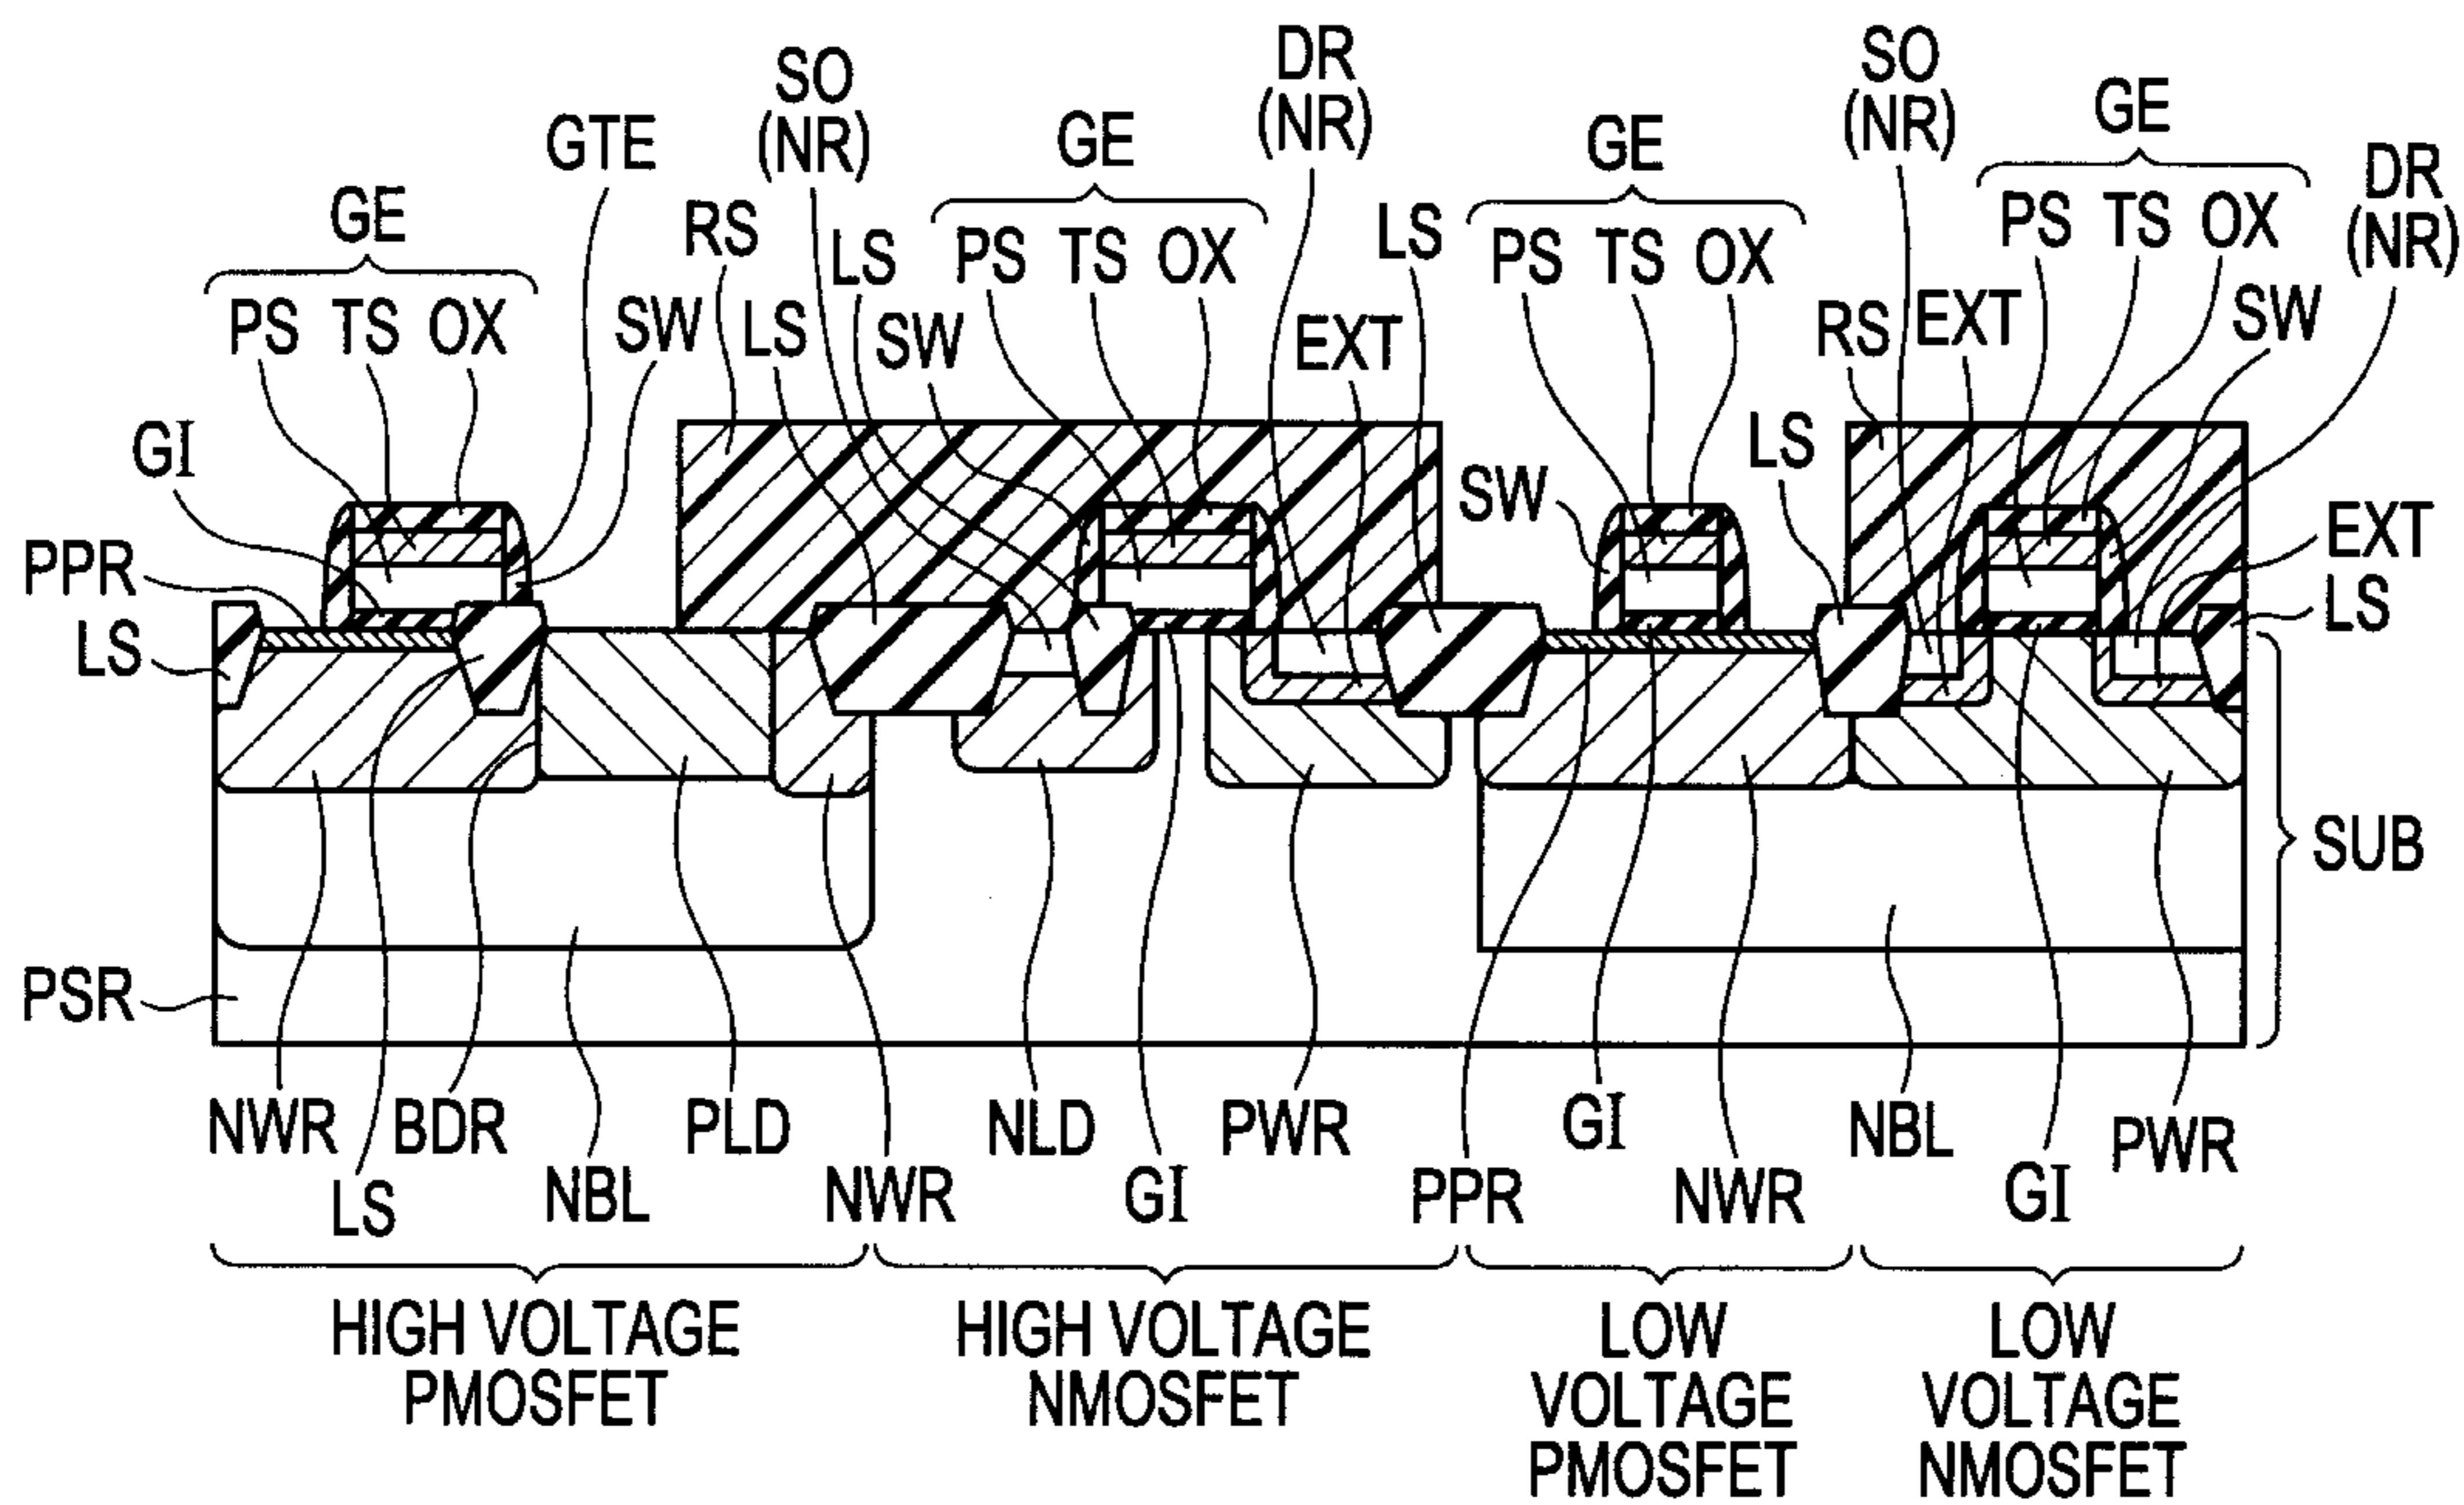 SO
(NR)
DR
(NR)
SO
(NR)
GTE
GE
GE
GE
DR
(NR)
GE
RS
LS
PS TS OX
LS
PS TS OX
PS TS OX
PS TS OX
SW
LS
SW
EXT
RS
EXT
SW
GI
LS
SW
EXT
PPR
LS
LS
SUB
PSR
NWR
BDR
PLD
NLD
PWR
GI
NBL
PWR
LS
NBL
NWR
GI
PPR
NWR
GI
HIGH VOLTAGE
PMOSFET
HIGH VOLTAGE
NMOSFET
LOW
VOLTAGE
PMOSFET
LOW
VOLTAGE
NMOSFET